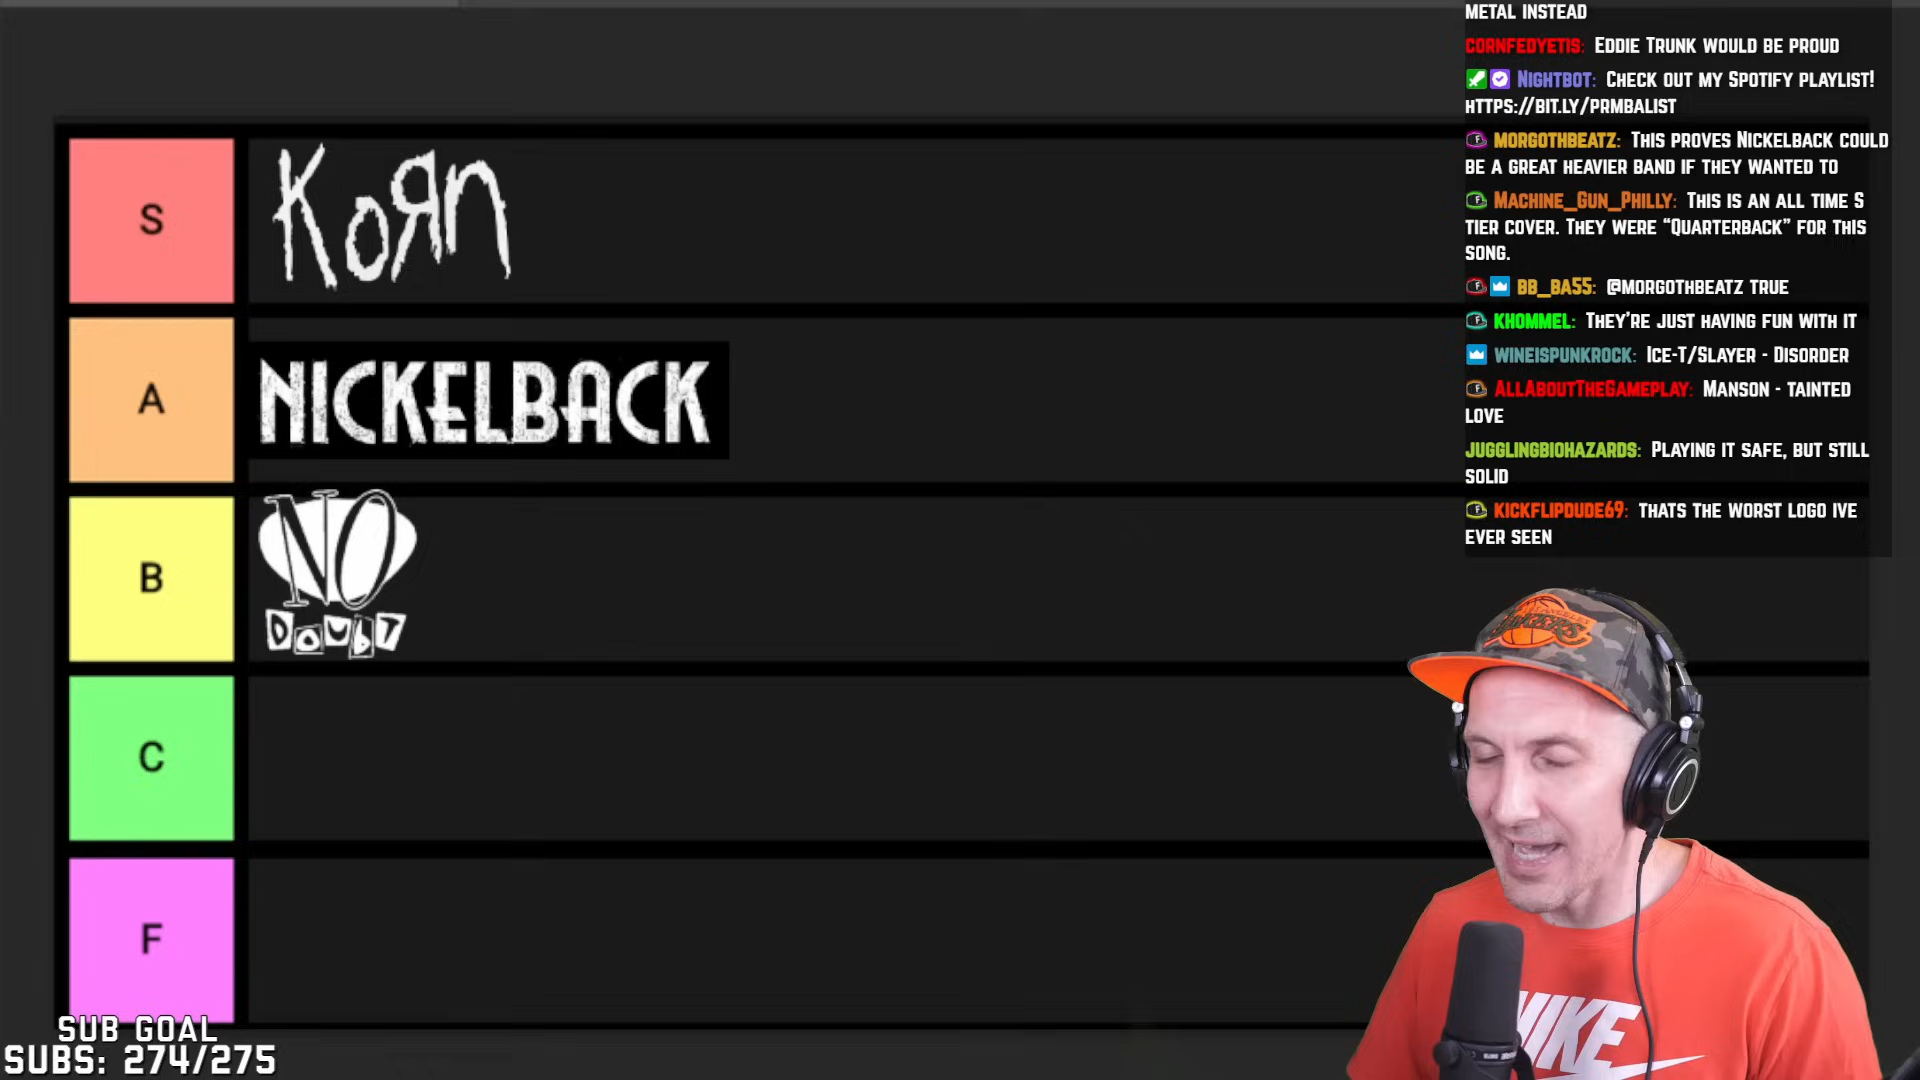 S
KoЯn
A
NICKELBACK
B
NO
DOUBT
C
F
SUB GOAL
SUBS: 274/275
METAL INSTEAD
CORNFEDYETIS: EDDIE TRUNK WOULD BE PROUD
NIGHTBOT: CHECK OUT MY SPOTIFY PLAYLIST!
HTTPS://BIT.LY/PRMBALIST
MORGOTHBEATZ: THIS PROVES NICKELBACK COULD
BE A GREAT HEAVIER BAND IF THEY WANTED TO
MACHINE_GUN_PHILLY: THIS IS AN ALL TIME S
TIER COVER. THEY WERE “QUARTERBACK” FOR THIS
SONG.
BB_BA55: @MORGOTHBEATZ TRUE
KHOMMEL: THEY'RE JUST HAVING FUN WITH IT
WINEISPUNKROCK: ICE-T/SLAYER - DISORDER
ALLABOUTTHEGAMEPLAY: MANSON - TAINTED
LOVE
JUGGLINGBIOHAZARDS: PLAYING IT SAFE, BUT STILL
SOLID
KICKFLIPDUDE69: THATS THE WORST LOGO IVE
EVER SEEN
LAKERS
NIKE